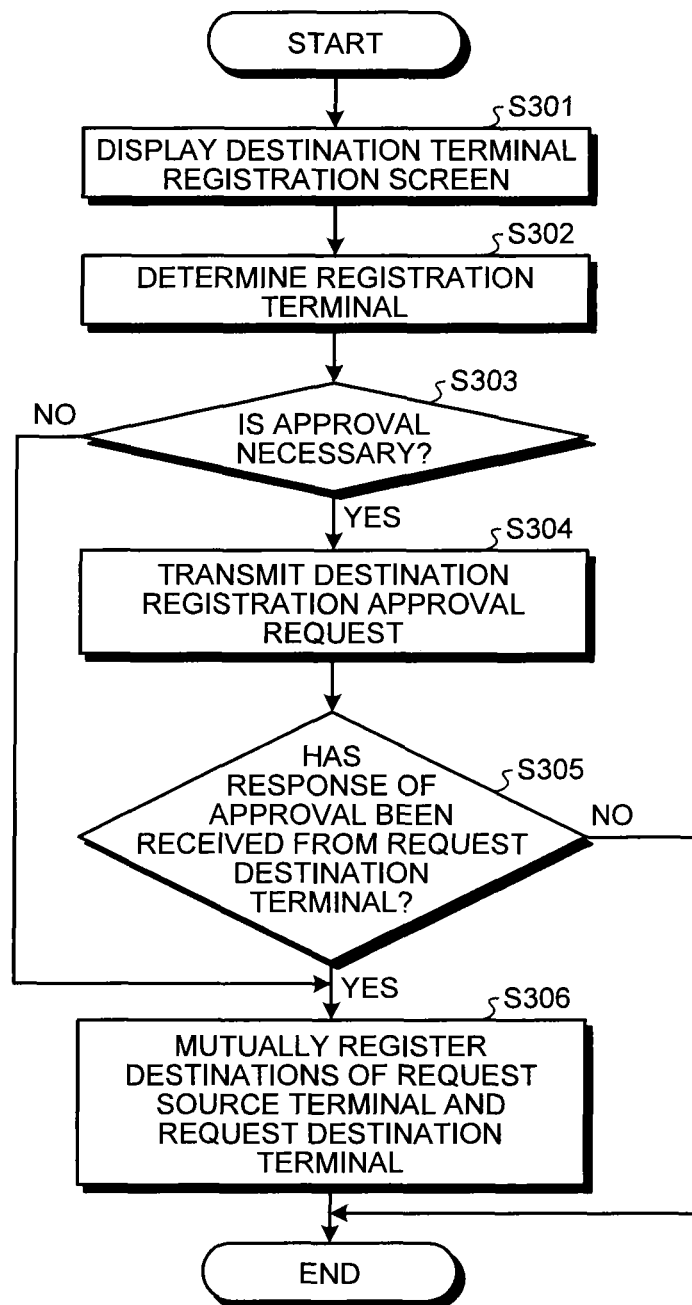 START
S301
DISPLAY DESTINATION TERMINAL
REGISTRATION SCREEN
S302
DETERMINE REGISTRATION
TERMINAL
S303
NO
IS APPROVAL
NECESSARY?
YES
S304
TRANSMIT DESTINATION
REGISTRATION APPROVAL
REQUEST
S305
HAS
RESPONSE OF
APPROVAL BEEN
RECEIVED FROM REQUEST
DESTINATION
TERMINAL?
NO
YES
S306
MUTUALLY REGISTER
DESTINATIONS OF REQUEST
SOURCE TERMINAL AND
REQUEST DESTINATION
TERMINAL
END